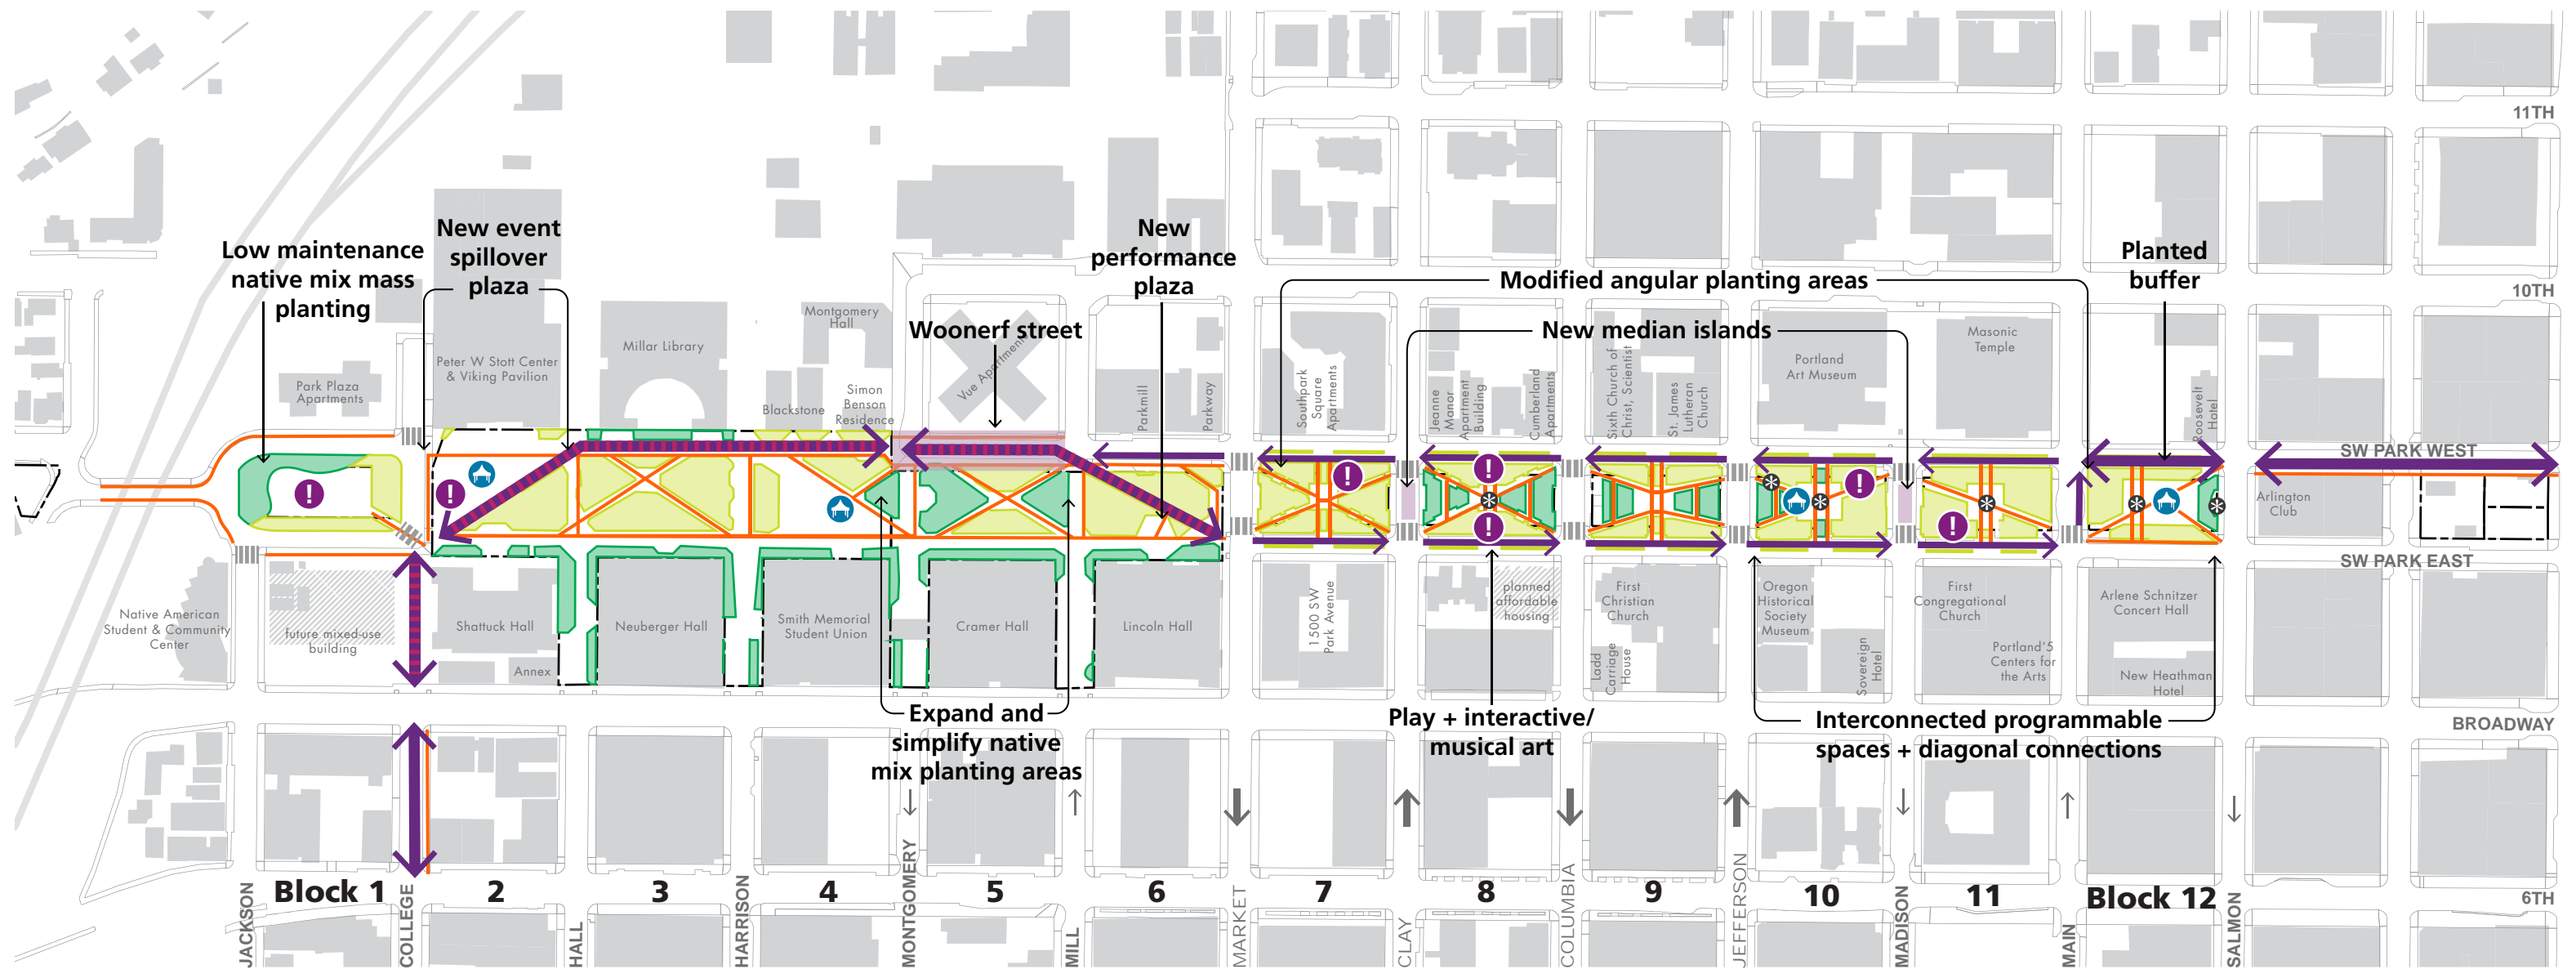 11TH
10TH
Low maintenance
native mix mass
planting
New event
spillover
plaza
New
performance
plaza
Woonerf street
Modified angular planting areas
New median islands
Planted
buffer
Park Plaza
Apartments
Peter W Stott Center
& Viking Pavilion
Millar Library
Montgomery
Hall
Blackstone
Simon
Benson
Residence
Vue Apartments
Parkmill
Parkway
Southpark
Square
Apartments
Jeanne
Manor
Apartment
Building
Cumberland
Apartments
Sixth Church of
Christ, Scientist
St. James
Lutheran
Church
Portland
Art Museum
Masonic
Temple
Roosevelt
Hotel
SW PARK WEST
Arlington
Club
SW PARK EAST
!
!
!
!
!
!
!
Native American
Student & Community
Center
future mixed-use
building
Shattuck Hall
Annex
Neuberger Hall
Smith Memorial
Student Union
Cramer Hall
Lincoln Hall
1500 SW
Park Avenue
planned
affordable
housing
First
Christian
Church
Ladd
Carriage
House
Oregon
Historical
Society
Museum
Sovereign
Hotel
First
Congregational
Church
Portland'5
Centers for
the Arts
Arlene Schnitzer
Concert Hall
New Heathman
Hotel
Expand and
simplify native
mix planting areas
Play + interactive/
musical art
Interconnected programmable
spaces + diagonal connections
BROADWAY
Block 1
2
3
4
5
6
7
8
9
10
11
Block 12
6TH
JACKSON
COLLEGE
HALL
HARRISON
MONTGOMERY
MILL
MARKET
CLAY
COLUMBIA
JEFFERSON
MADISON
MAIN
SALMON